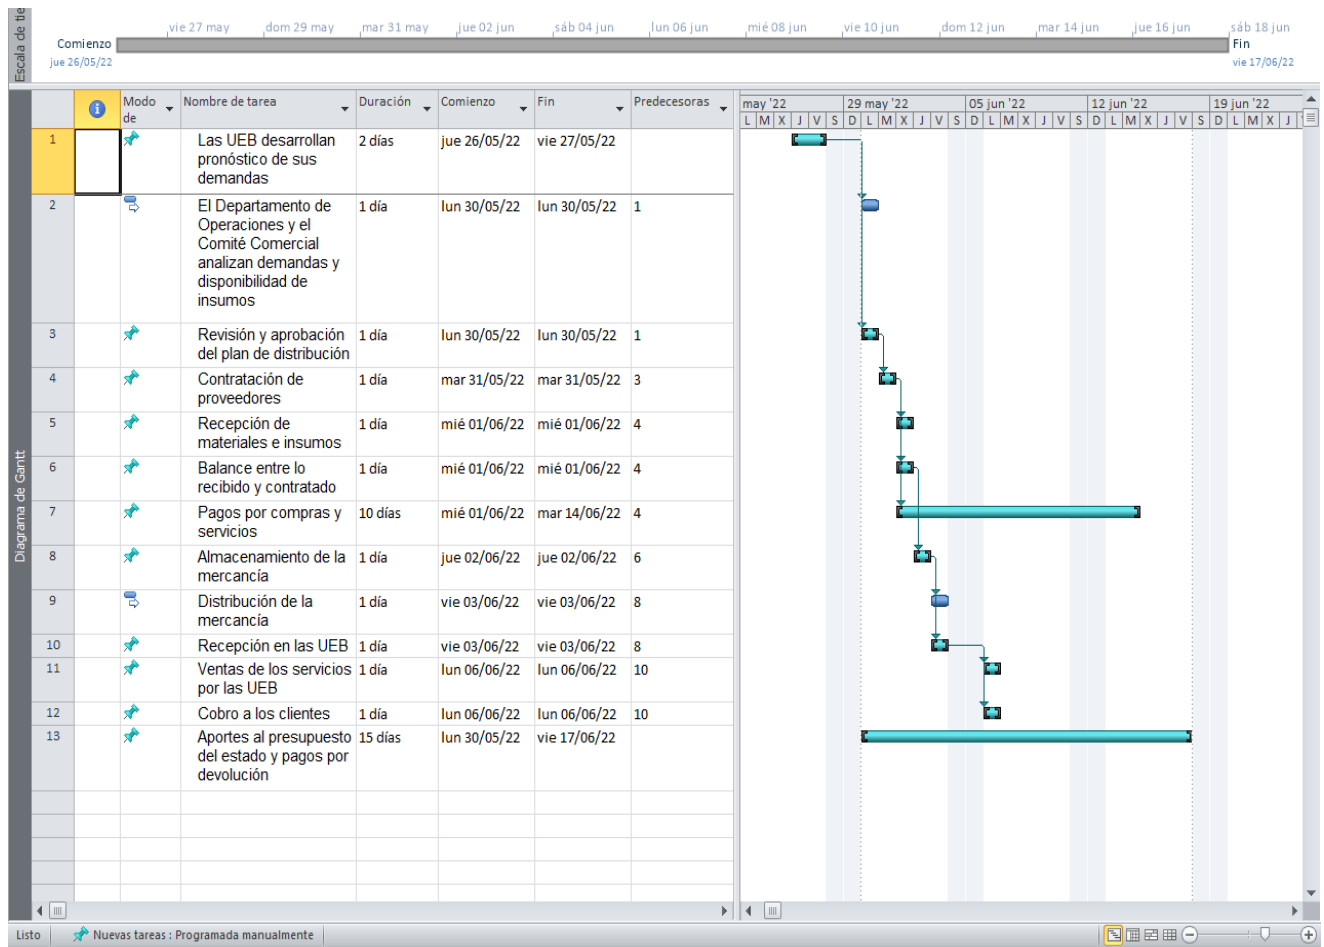 Escala de tie
vie 27 may dom 29 may mar 31 may jue 02 jun sáb 04 jun lun 06 jun mié 08 jun vie 10 jun dom 12 jun mar 14 jun jue 16 jun sáb 18 jun
Comienzo
jue 26/05/22
Fin
vie 17/06/22
Diagrama de Gantt
Modo de Nombre de tarea Duración Comienzo Fin Predecesoras
may '22 29 may '22 05 jun '22 12 jun '22 19 jun '22
L M X J V S D L M X J V S D L M X J V S D L M X J V S D L M X J
1 Las UEB desarrollan 2 días jue 26/05/22 vie 27/05/22
pronóstico de sus
demandas
2 El Departamento de 1 día lun 30/05/22 lun 30/05/22 1
Operaciones y el
Comité Comercial
analizan demandas y
disponibilidad de
insumos
3 Revisión y aprobación 1 día lun 30/05/22 lun 30/05/22 1
del plan de distribución
4 Contratación de 1 día mar 31/05/22 mar 31/05/22 3
proveedores
5 Recepción de 1 día mié 01/06/22 mié 01/06/22 4
materiales e insumos
6 Balance entre lo 1 día mié 01/06/22 mié 01/06/22 4
recibido y contratado
7 Pagos por compras y 10 días mié 01/06/22 mar 14/06/22 4
servicios
8 Almacenamiento de la 1 día jue 02/06/22 jue 02/06/22 6
mercancía
9 Distribución de la 1 día vie 03/06/22 vie 03/06/22 8
mercancía
10 Recepción en las UEB 1 día vie 03/06/22 vie 03/06/22 8
11 Ventas de los servicios 1 día lun 06/06/22 lun 06/06/22 10
por las UEB
12 Cobro a los clientes 1 día lun 06/06/22 lun 06/06/22 10
13 Aportes al presupuesto 15 días lun 30/05/22 vie 17/06/22
del estado y pagos por
devolución
Listo Nuevas tareas : Programada manualmente